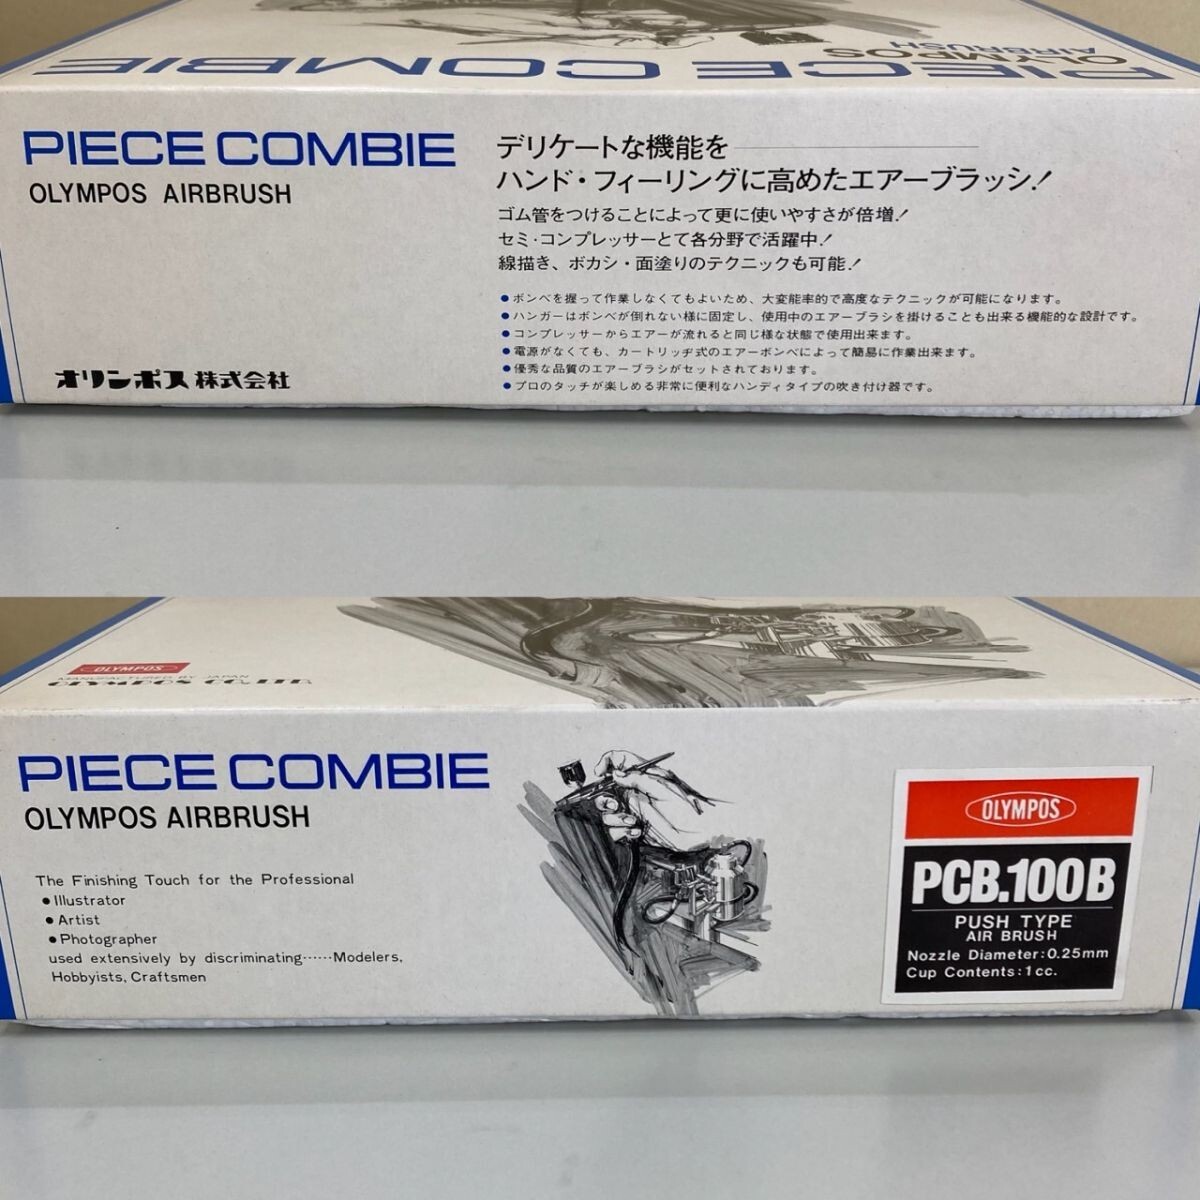 OLYMPOS
AIRBRUSH
PIECE COMBIE
PIECE COMBIE
OLYMPOS AIRBRUSH
オリンポス株式会社
デリケートな機能を
ハンド・フィーリングに高めたエアーブラッシ!
ゴム管をつけることによって更に使いやすさが倍増!
セミ・コンプレッサーとて各分野で活躍中!
線描き、ボカシ・面塗りのテクニックも可能!
●ボンベを握って作業しなくてもよいため、大変能率的で高度なテクニックが可能になります。
●ハンガーはボンベが倒れない様に固定し、使用中のエアーブラシを掛けることも出来る機能的な設計です。
●コンプレッサーからエアーが流れると同じ様な状態で使用出来ます。
●電源がなくても、カートリッヂ式のエアーボンベによって簡易に作業出来ます。
●優秀な品質のエアーブラシがセットされております。
●プロのタッチが楽しめる非常に便利なハンディタイプの吹き付け器です。
OLYMPOS
MANUFACTURED BY JAPAN
OLYMPOS CO., LTD.
PIECE COMBIE
OLYMPOS AIRBRUSH
The Finishing Touch for the Professional
●Illustrator
●Artist
●Photographer
used extensively by discriminating……Modelers,
Hobbyists, Craftsmen
OLYMPOS
PCB.100B
PUSH TYPE
AIR BRUSH
Nozzle Diameter:0.25mm
Cup Contents:1cc.